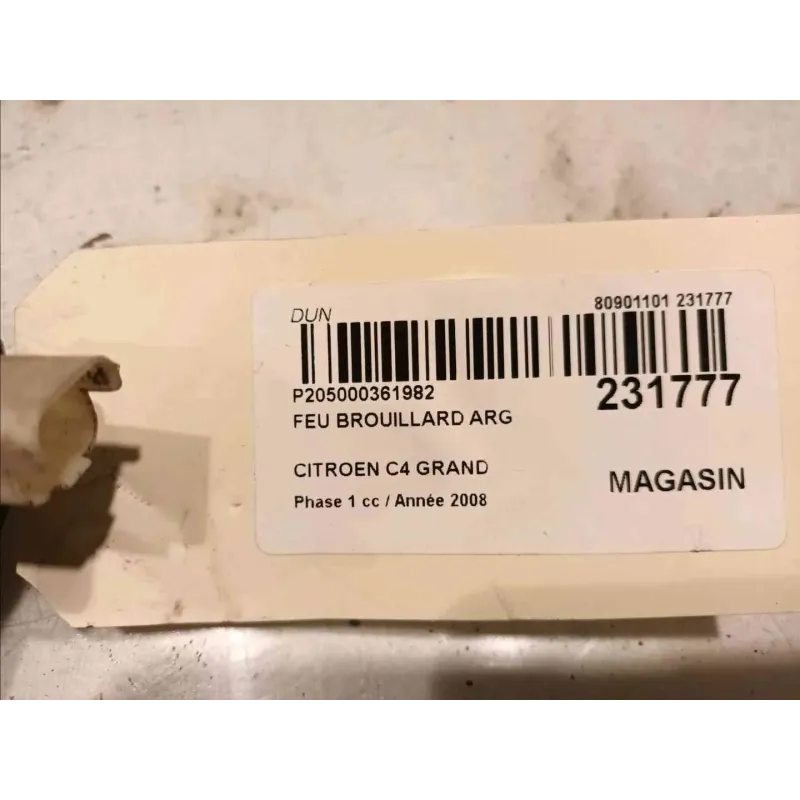 DUN
80901101 231777
P205000361982
231777
FEU BROUILLARD ARG
CITROEN C4 GRAND
MAGASIN
Phase 1 cc / Année 2008